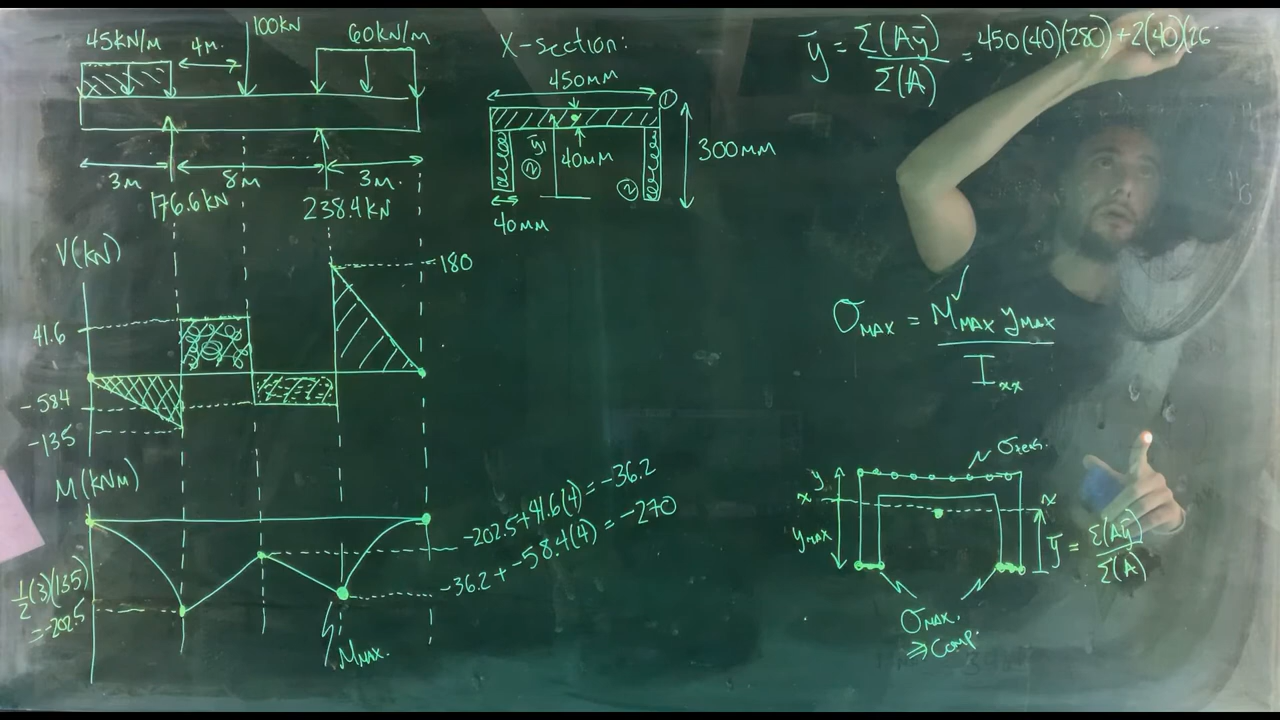 45kN/m
4m.
100kN
60kN/m
3m
8m
3m.
176.6kN
238.4kN
X-section:
450mm
1
ȳ1
2
40mm
2
300mm
40mm
ȳ = Σ(Aȳ) / Σ(A) = 450(40)(280) + 2(40)(26
σMAX = MMAX yMAX / Ixx
V(kN)
180
41.6
-58.4
-135
M(kNm)
1/2(3)(135)
=-202.5
-202.5+41.6(4) = -36.2
-36.2+-58.4(4) = -270
MMAX.
y
x
x
yMAX
ȳ = Σ(Aȳ) / Σ(A)
σMAX.
⇒ Comp.